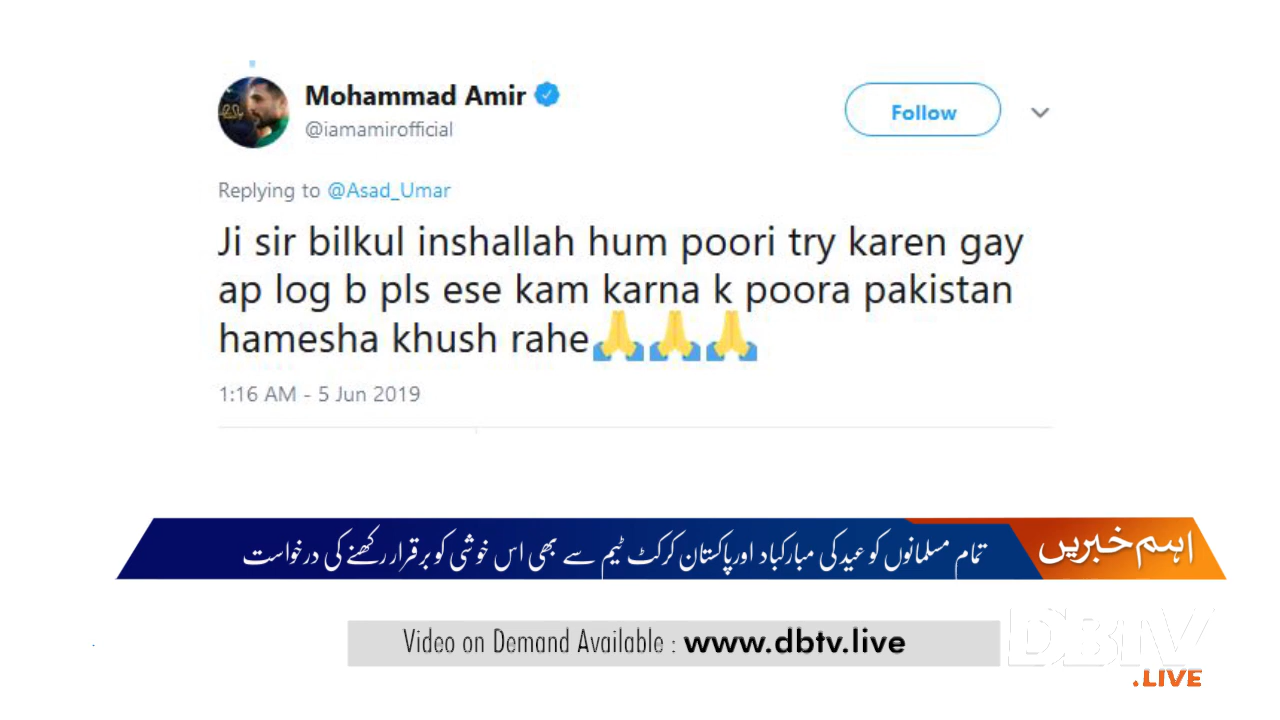 Mohammad Amir
Follow
@iamamirofficial
Replying to @Asad_Umar
Ji sir bilkul inshallah hum poori try karen gay
ap log b pls ese kam karna k poora pakistan
hamesha khush rahe🙏🙏🙏
1:16 AM - 5 Jun 2019
اہم خبریں
تمام مسلمانوں کو عید کی مبارکباد اور پاکستان کرکٹ ٹیم سے بھی اس خوشی کو برقرار رکھنے کی درخواست
Video on Demand Available : www.dbtv.live
DBTV
.LIVE